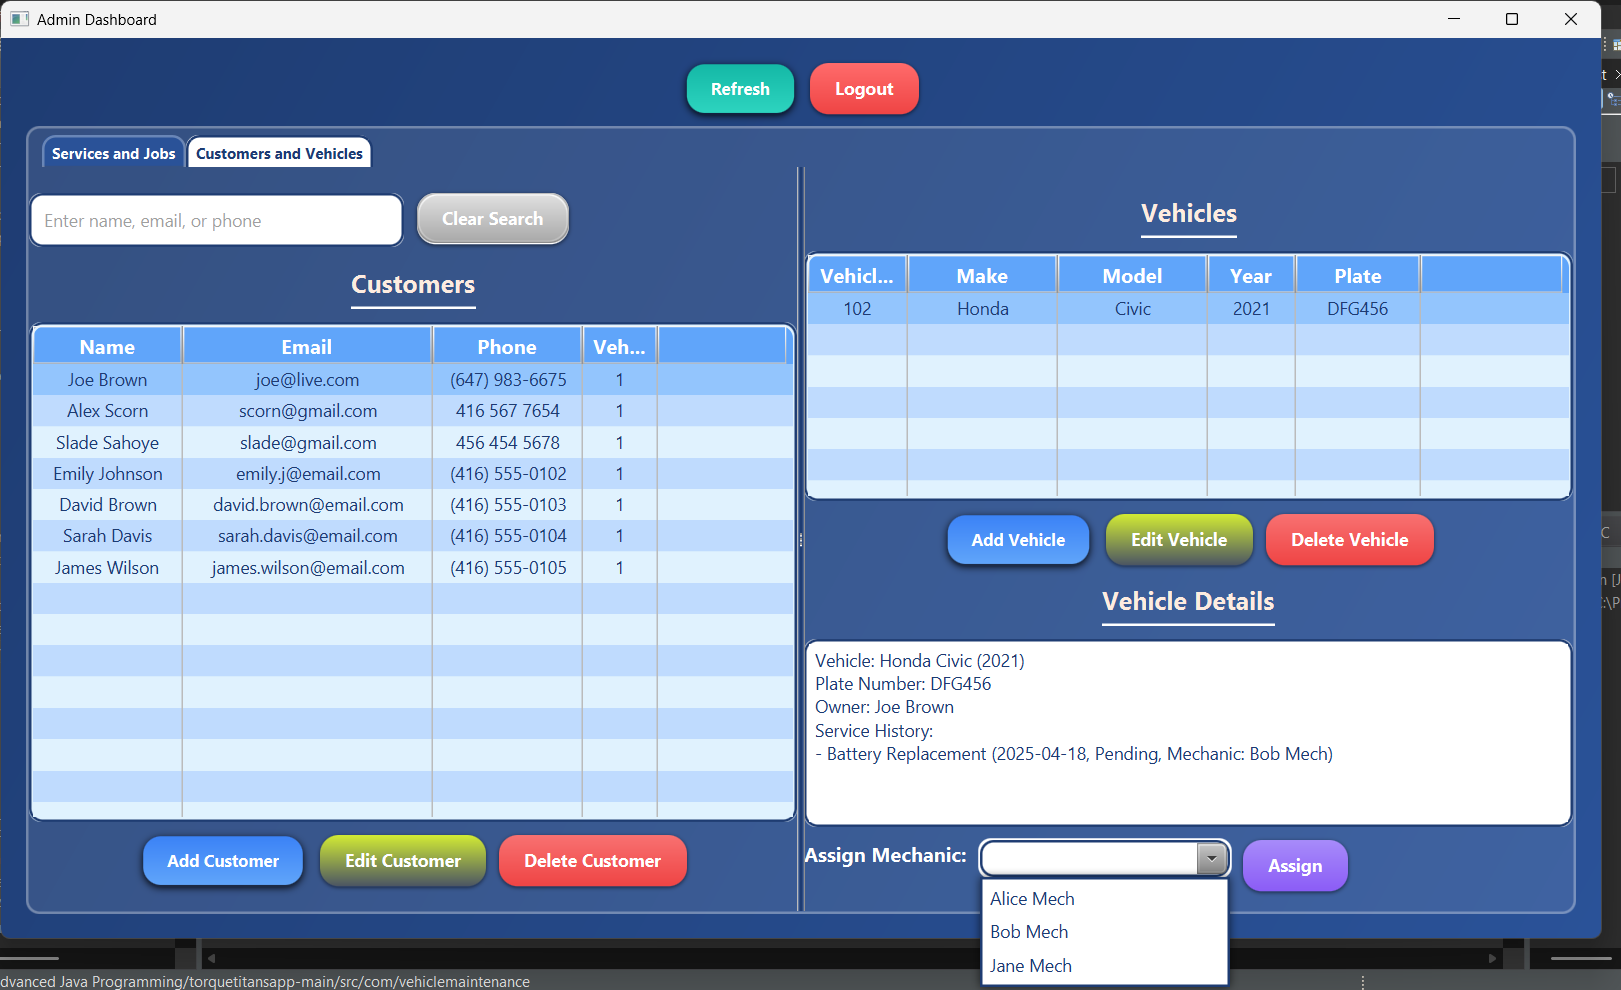 Admin Dashboard
Refresh
Logout
Services and Jobs
Customers and Vehicles
Enter name, email, or phone
Clear Search
Customers
Name Email Phone Veh...
Joe Brown joe@live.com (647) 983-6675 1
Alex Scorn scorn@gmail.com 416 567 7654 1
Slade Sahoye slade@gmail.com 456 454 5678 1
Emily Johnson emily.j@email.com (416) 555-0102 1
David Brown david.brown@email.com (416) 555-0103 1
Sarah Davis sarah.davis@email.com (416) 555-0104 1
James Wilson james.wilson@email.com (416) 555-0105 1
Add Customer
Edit Customer
Delete Customer
Vehicles
Vehicl... Make Model Year Plate
102 Honda Civic 2021 DFG456
Add Vehicle
Edit Vehicle
Delete Vehicle
Vehicle Details
Vehicle: Honda Civic (2021)
Plate Number: DFG456
Owner: Joe Brown
Service History:
- Battery Replacement (2025-04-18, Pending, Mechanic: Bob Mech)
Assign Mechanic:
Assign
Alice Mech
Bob Mech
Jane Mech
dvanced Java Programming/torquetitansapp-main/src/com/vehiclemaintenance